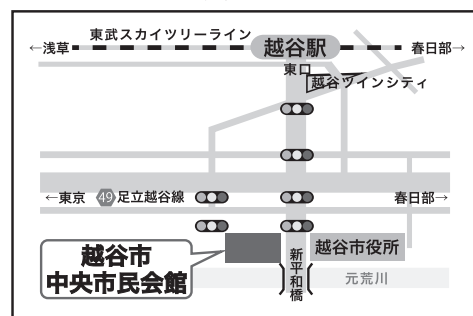 東武スカイツリーライン
←浅草
越谷駅
春日部→
東口
越谷ツインシティ
←東京
49
足立越谷線
春日部→
越谷市
中央市民会館
新平和橋
越谷市役所
元荒川